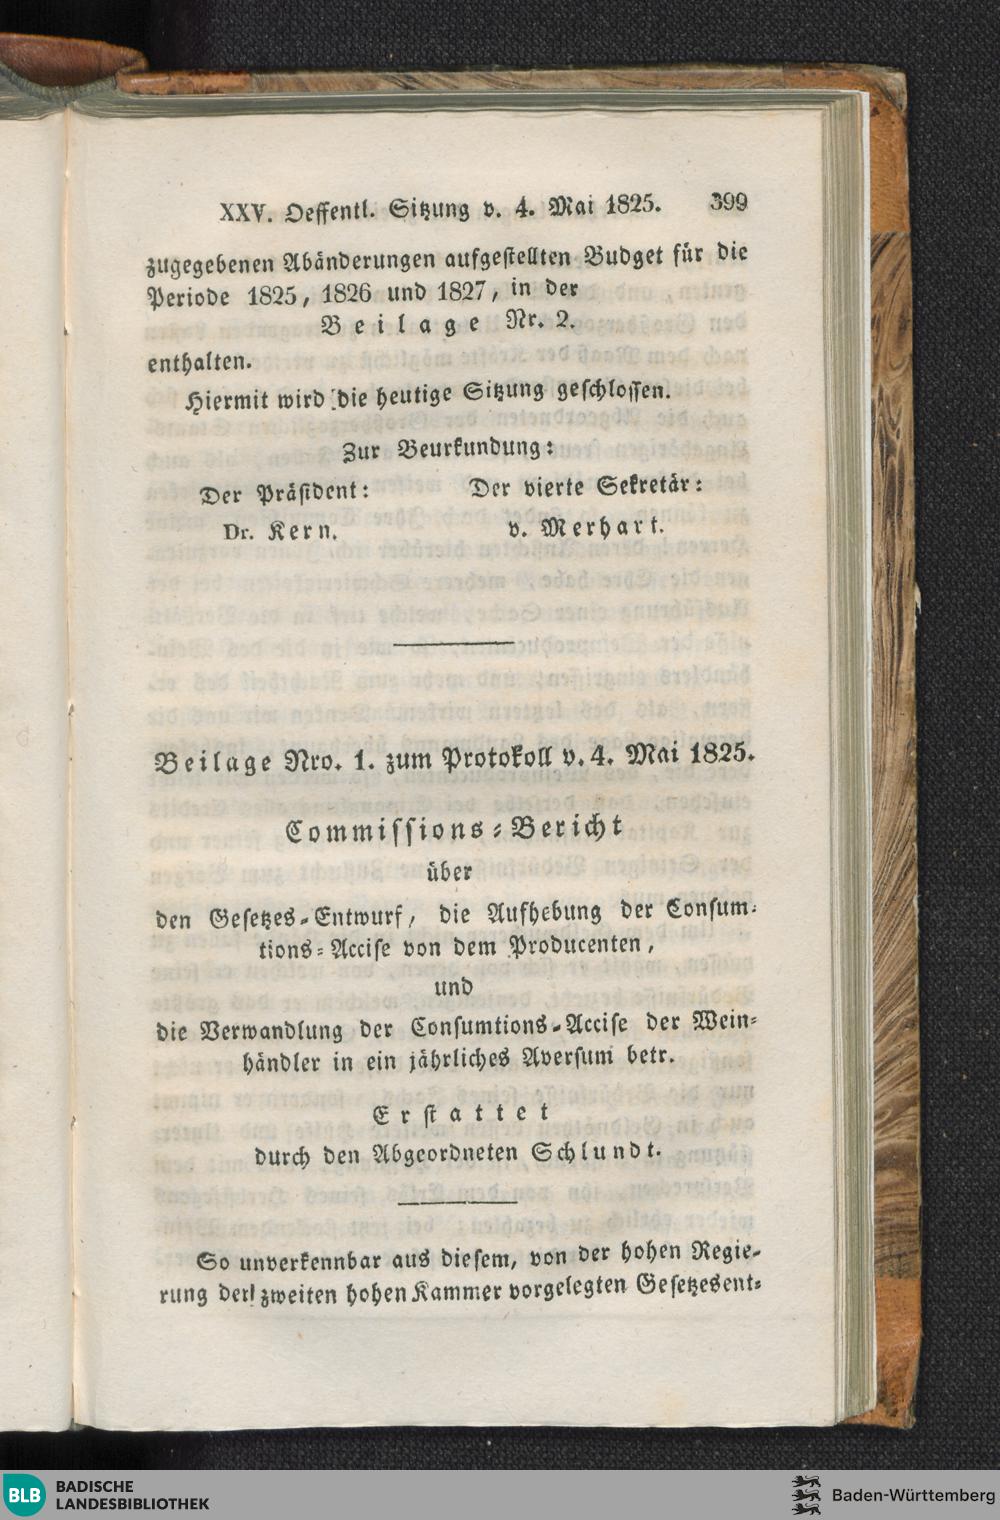 XXV. Oeffentl. Sitzung v. 4. Mai 1825. 399
zugegebenen Abänderungen aufgestellten Budget für die
Periode 1825, 1826 und 1827, in der
Beilage Nr. 2.
enthalten.
Hiermit wird die heutige Sitzung geschlossen.
Zur Beurkundung:
Der Präsident: Der vierte Sekretär:
Dr. Kern. v. Merhart.
Beilage Nro. 1. zum Protokoll v. 4. Mai 1825.
Commissions-Bericht
über
den Gesetzes-Entwurf, die Aufhebung der Consum-
tions-Accise von dem Producenten,
und
die Verwandlung der Consumtions-Accise der Wein-
händler in ein jährliches Aversum betr.
Erstattet
durch den Abgeordneten Schlundt.
So unverkennbar aus diesem, von der hohen Regie-
rung der zweiten hohen Kammer vorgelegten Gesetzesent-
BLB BADISCHE
LANDESBIBLIOTHEK
Baden-Württemberg